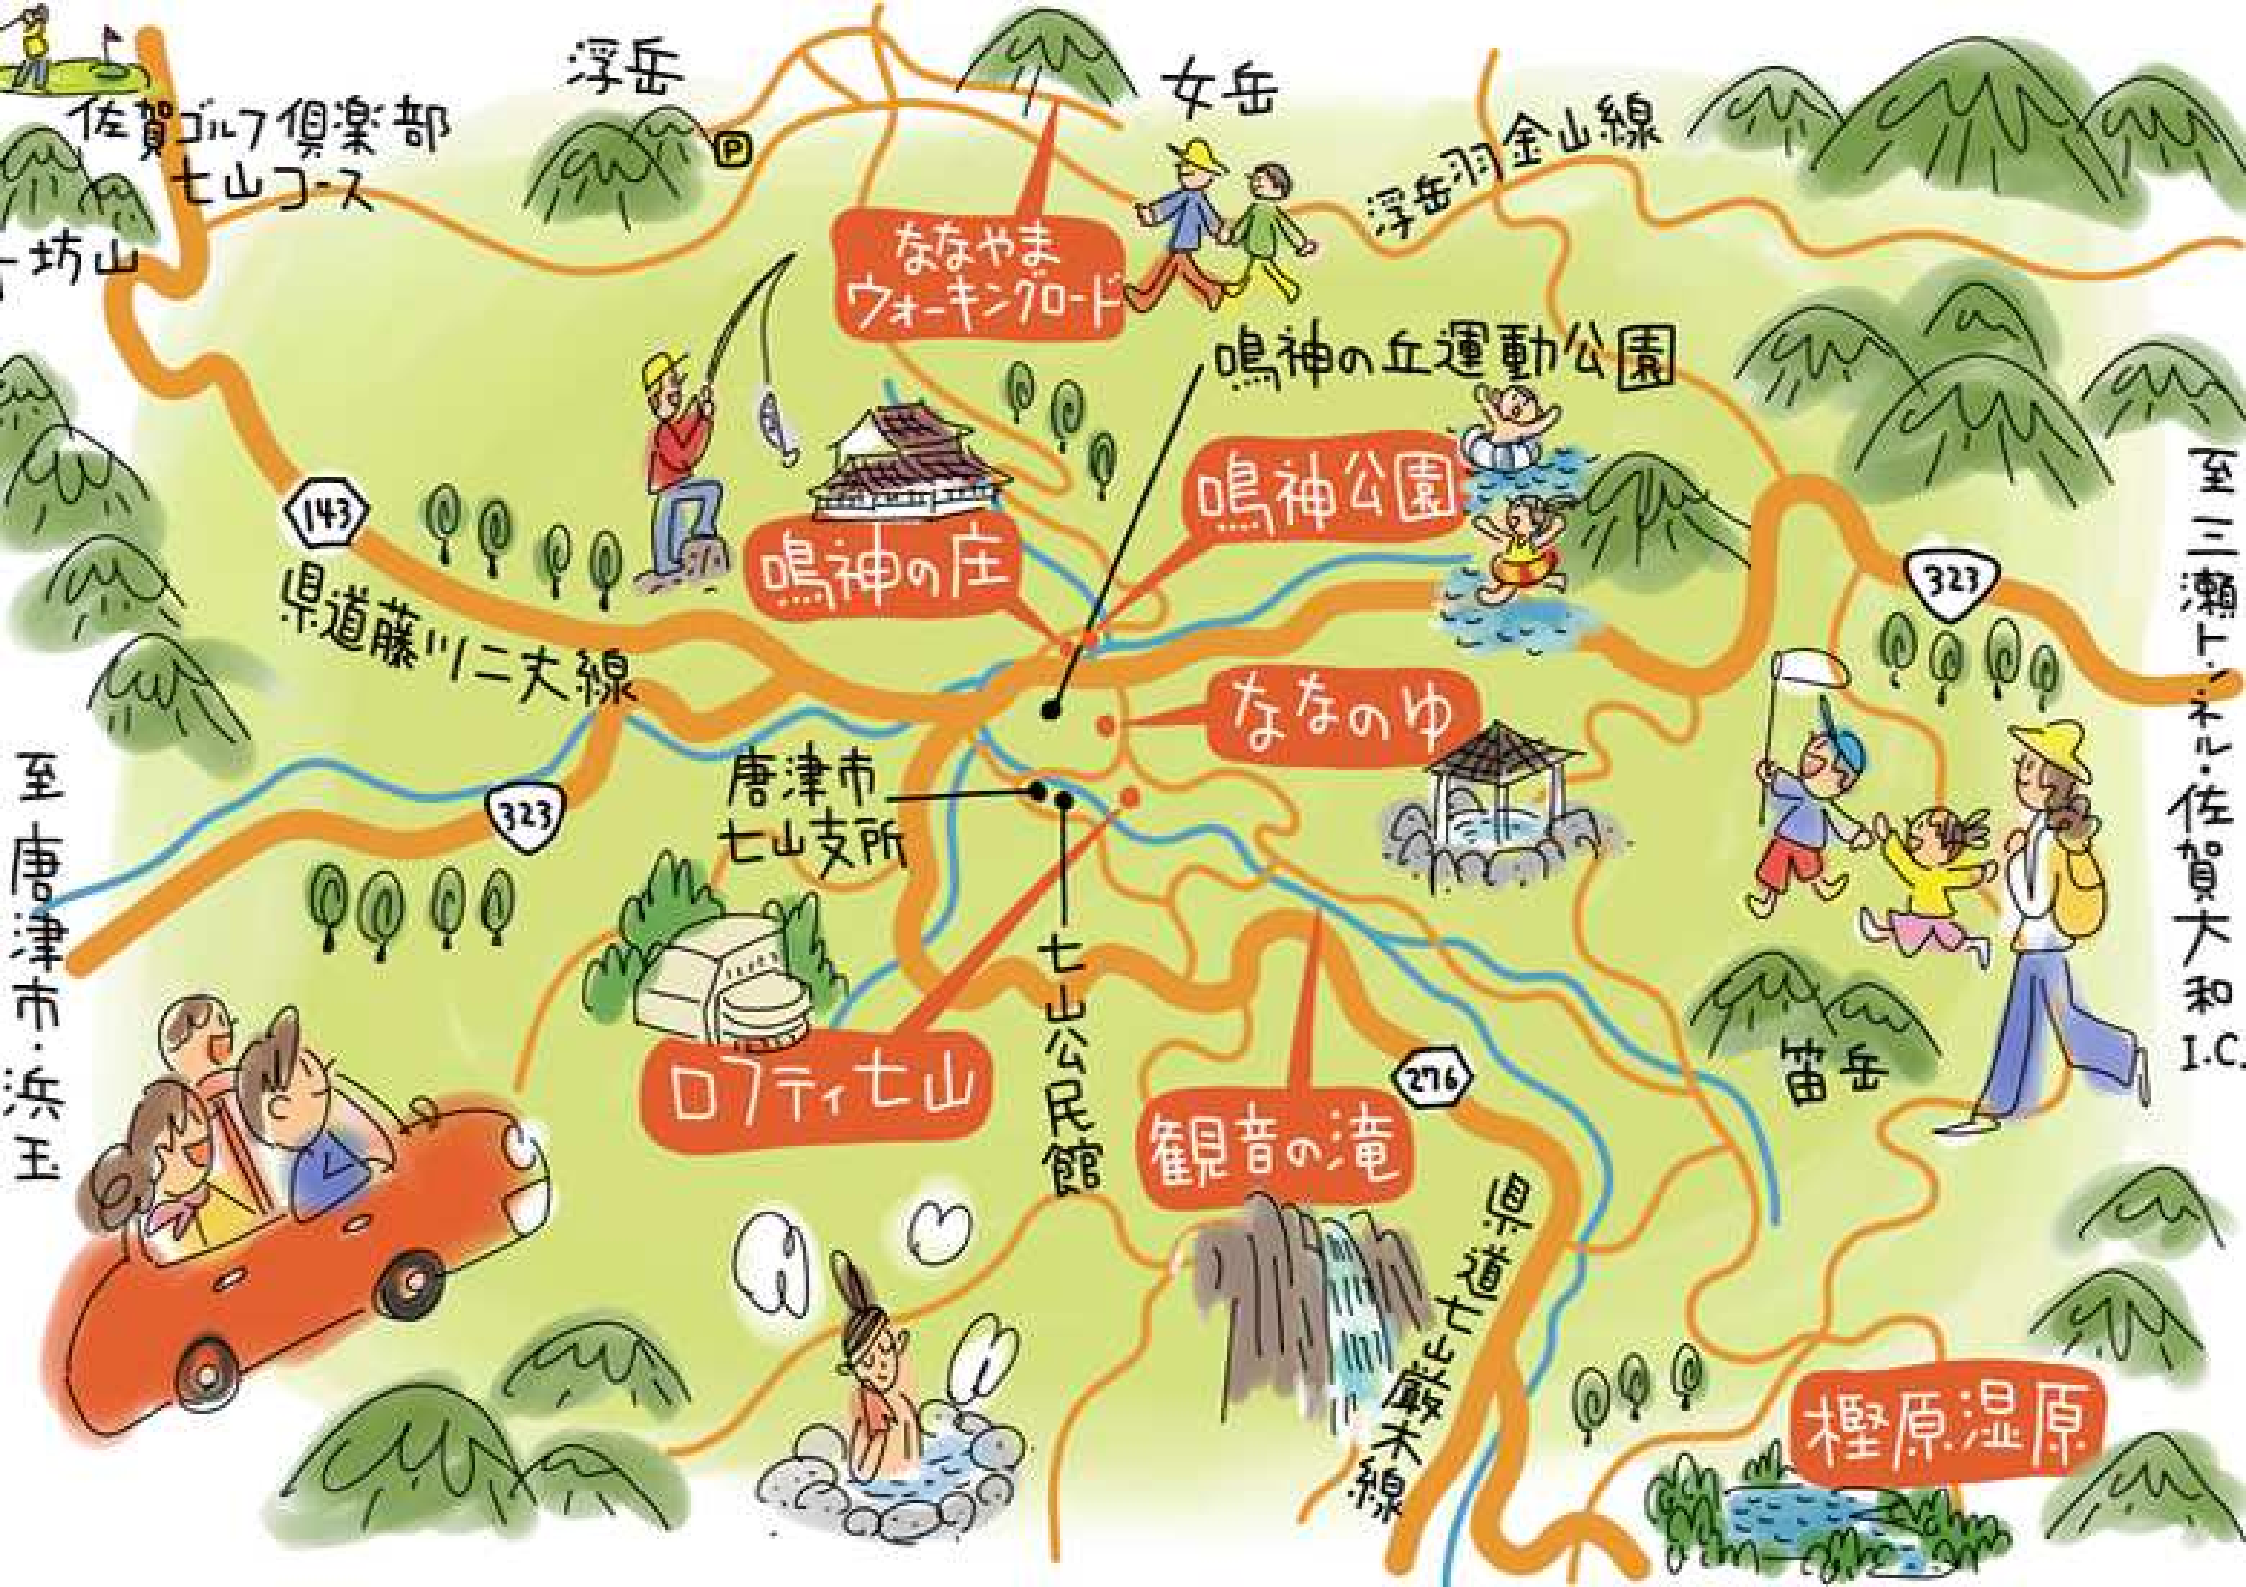 浮岳
女岳
佐賀ゴルフ倶楽部
七山コース
坊山
P
浮岳羽金山線
ななやま
ウォーキングロード
鳴神の丘運動公園
鳴神公園
143
鳴神の庄
323
県道藤川二丈線
至三瀬トンネル・佐賀大和I.C.
ななのゆ
至唐津市・浜玉
323
唐津市
七山支所
七山公民館
ロフティ七山
276
笛岳
観音の滝
県道七山厳木線
樫原湿原